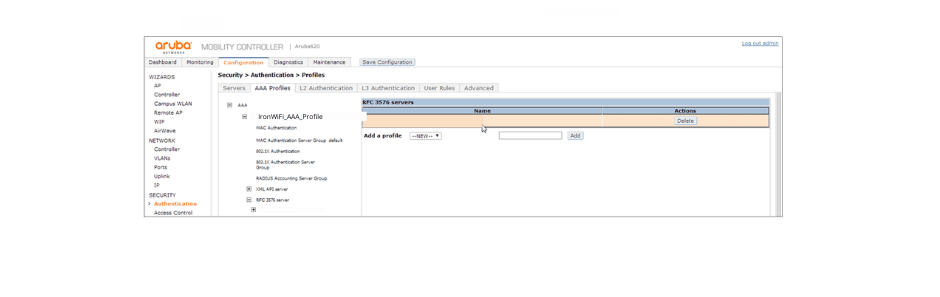 aruba NETWORKS MOBILITY CONTROLLER | Aruba620 Log out admin
Dashboard Monitoring Configuration Diagnostics Maintenance Save Configuration
WIZARDS
AP
Controller
Campus WLAN
Remote AP
WIP
AirWave
NETWORK
Controller
VLANs
Ports
Uplink
IP
SECURITY
Authentication
Access Control
Security > Authentication > Profiles
Servers AAA Profiles L2 Authentication L3 Authentication User Rules Advanced
AAA
IronWiFi_AAA_Profile
MAC Authentication
MAC Authentication Server Group default
802.1X Authentication
802.1X Authentication Server
Group
RADIUS Accounting Server Group
XML API server
RFC 3576 server
RFC 3576 servers
Name Actions
Delete
Add a profile --NEW-- Add